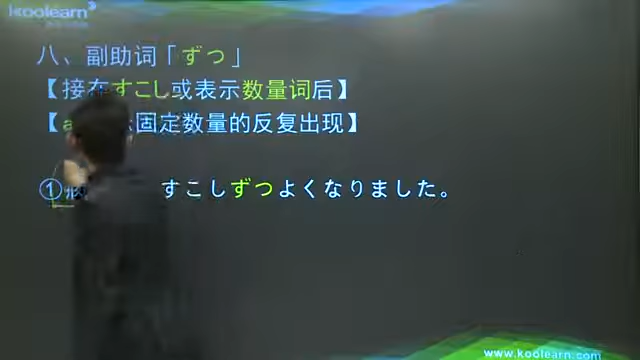 koolearn
八、副助词「ずつ」
【接在すこし或表示数量词后】
【a 固定数量的反复出现】
① すこしずつよくなりました。
www.koolearn.com